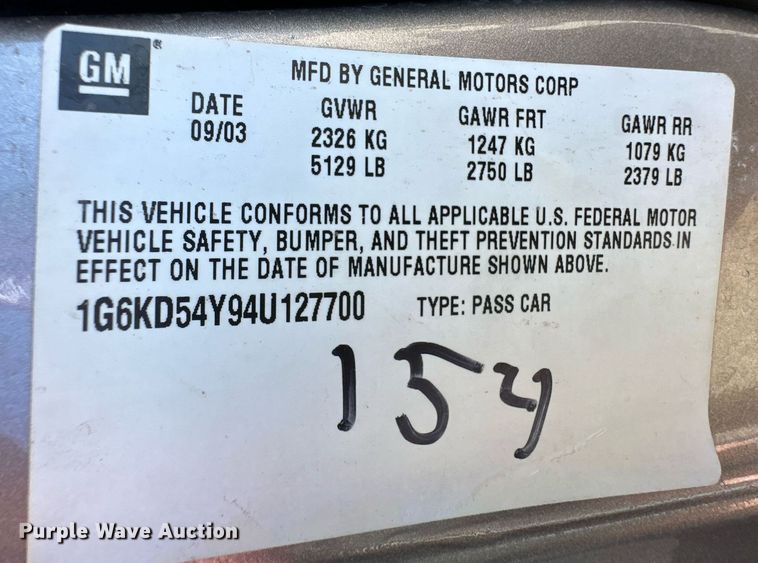 GM®
MFD BY GENERAL MOTORS CORP
DATE GVWR GAWR FRT GAWR RR
09/03 2326 KG 1247 KG 1079 KG
5129 LB 2750 LB 2379 LB
THIS VEHICLE CONFORMS TO ALL APPLICABLE U.S. FEDERAL MOTOR
VEHICLE SAFETY, BUMPER, AND THEFT PREVENTION STANDARDS IN
EFFECT ON THE DATE OF MANUFACTURE SHOWN ABOVE.
1G6KD54Y94U127700 TYPE: PASS CAR
154
Purple Wave Auction